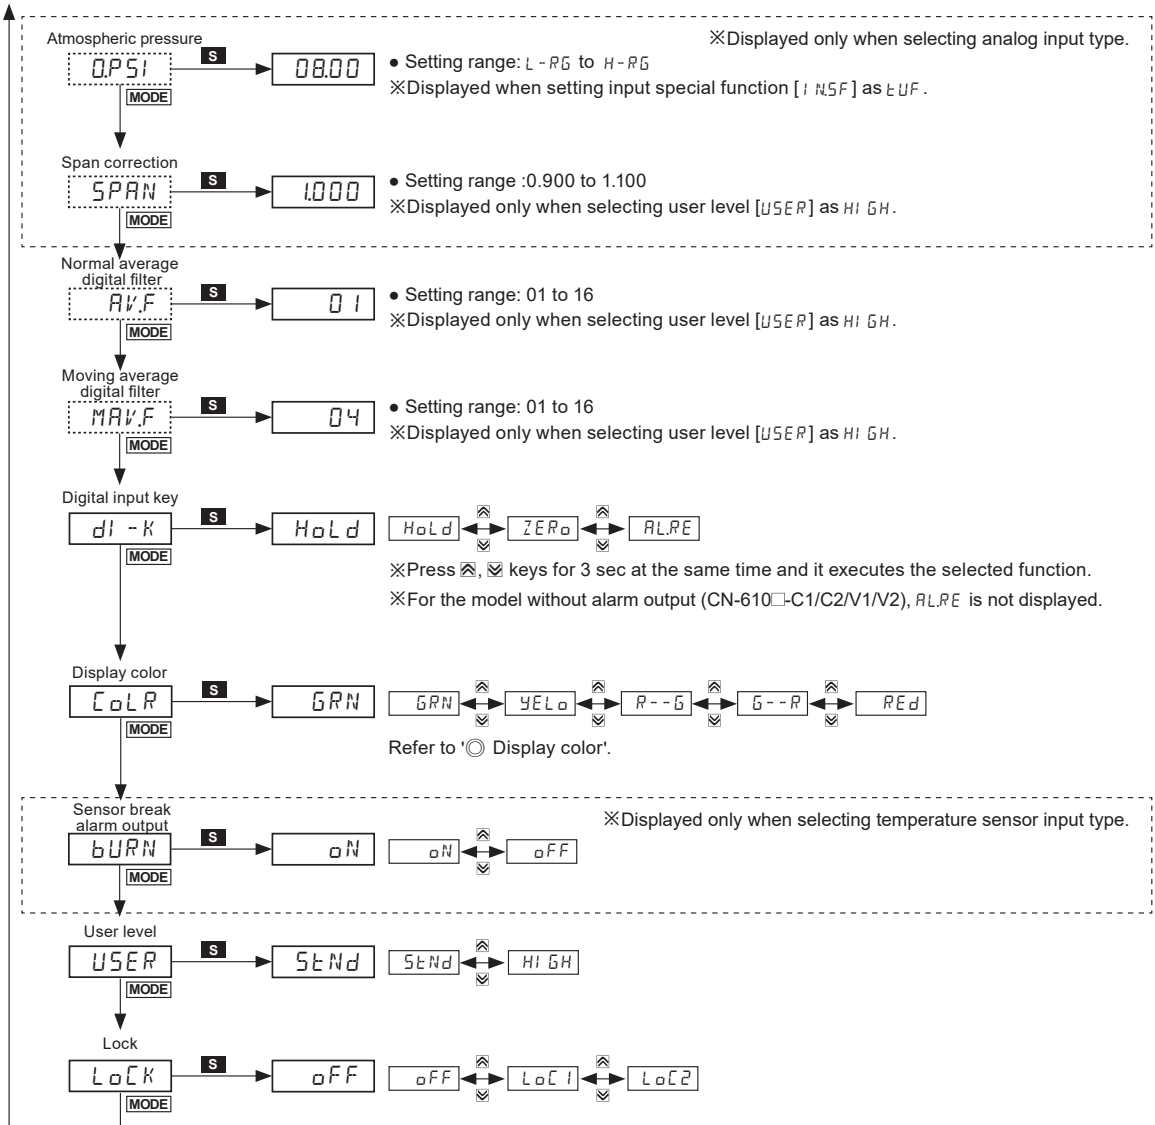 Atmospheric pressure
※Displayed only when selecting analog input type.
O.PSI S 08.00 ● Setting range: L-RG to H-RG
MODE ※Displayed when setting input special function [IN.SF] as tUF.
Span correction
SPAN S 1.000 ● Setting range :0.900 to 1.100
MODE ※Displayed only when selecting user level [USER] as HIGH.
Normal average
digital filter
AV.F S 01 ● Setting range: 01 to 16
MODE ※Displayed only when selecting user level [USER] as HIGH.
Moving average
digital filter
MAV.F S 04 ● Setting range: 01 to 16
MODE ※Displayed only when selecting user level [USER] as HIGH.
Digital input key
dI-K S HoLd HoLd ZERo AL.RE
MODE
※Press , keys for 3 sec at the same time and it executes the selected function.
※For the model without alarm output (CN-610□-C1/C2/V1/V2), AL.RE is not displayed.
Display color
CoLR S GRN GRN YELo R--G G--R REd
MODE
Refer to '◎ Display color'.
Sensor break
alarm output
※Displayed only when selecting temperature sensor input type.
bURN S oN oN oFF
MODE
User level
USER S StNd StNd HIGH
MODE
Lock
LoCK S oFF oFF LoC1 LoC2
MODE